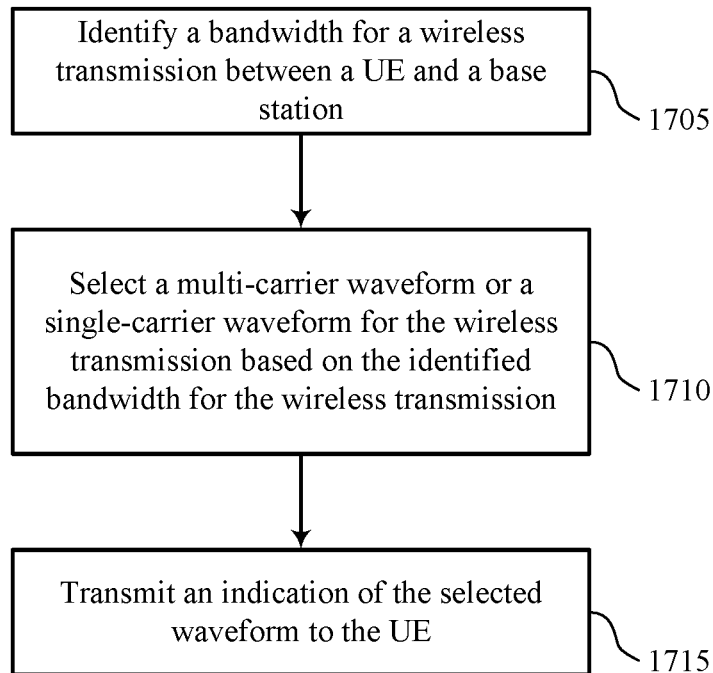 Identify a bandwidth for a wireless
transmission between a UE and a base
station
1705
Select a multi-carrier waveform or a
single-carrier waveform for the wireless
transmission based on the identified
bandwidth for the wireless transmission
1710
Transmit an indication of the selected
waveform to the UE
1715